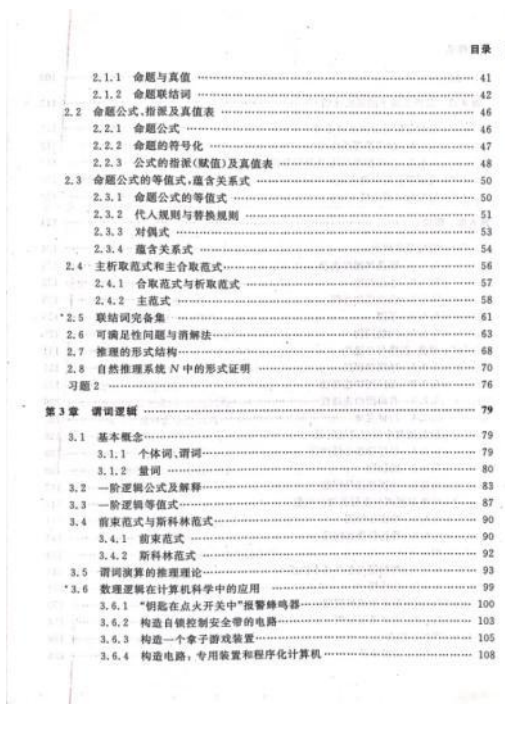 目录
2.1.1 命题与真值 41
2.1.2 命题联结词 42
2.2 命题公式、指派及真值表 46
2.2.1 命题公式 46
2.2.2 命题的符号化 47
2.2.3 公式的指派(赋值)及真值表 48
2.3 命题公式的等值式,蕴含关系式 50
2.3.1 命题公式的等值式 50
2.3.2 代入规则与替换规则 51
2.3.3 对偶式 53
2.3.4 蕴含关系式 54
2.4 主析取范式和主合取范式 56
2.4.1 合取范式与析取范式 57
2.4.2 主范式 58
*2.5 联结词完备集 61
2.6 可满足性问题与消解法 63
2.7 推理的形式结构 68
2.8 自然推理系统 N 中的形式证明 70
习题 2 76
第 3 章 谓词逻辑 79
3.1 基本概念 79
3.1.1 个体词、谓词 79
3.1.2 量词 80
3.2 一阶逻辑公式及解释 83
3.3 一阶逻辑等值式 87
3.4 前束范式与斯科林范式 90
3.4.1 前束范式 90
3.4.2 斯科林范式 92
3.5 谓词演算的推理理论 93
*3.6 数理逻辑在计算机科学中的应用 99
3.6.1 “钥匙在点火开关中”报警蜂鸣器 100
3.6.2 构造自锁控制安全带的电路 103
3.6.3 构造一个拿子游戏装置 105
3.6.4 构造电路,专用装置和程序化计算机 108